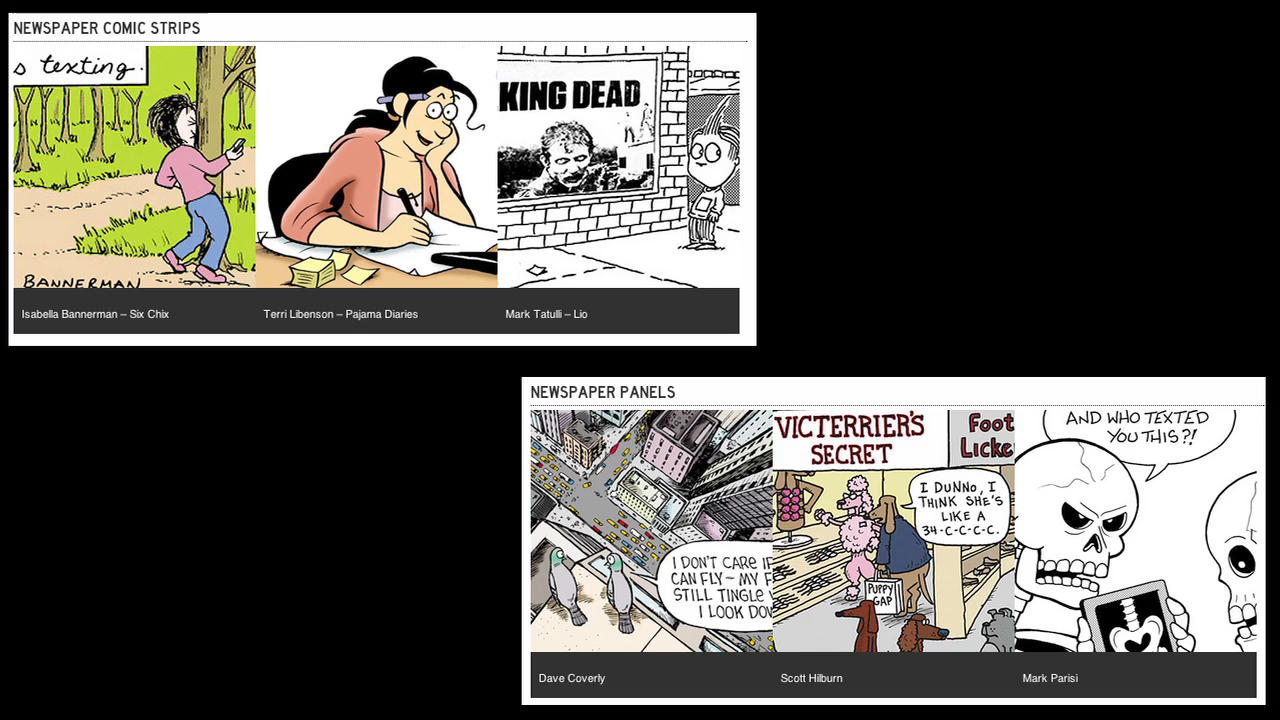 NEWSPAPER COMIC STRIPS
s texting.
BANNERMAN
KING DEAD
Isabella Bannerman – Six Chix
Terri Libenson – Pajama Diaries
Mark Tatulli – Lio
NEWSPAPER PANELS
I DON'T CARE IF
CAN FLY – MY F
STILL TINGLE
I LOOK DOW
VICTERRIER'S
SECRET
Foot
Licke
I DUNNO, I
THINK SHE'S
LIKE A
34-C-C-C-C.
PUPPY
GAP
AND WHO TEXTED
YOU THIS?!
Dave Coverly
Scott Hilburn
Mark Parisi